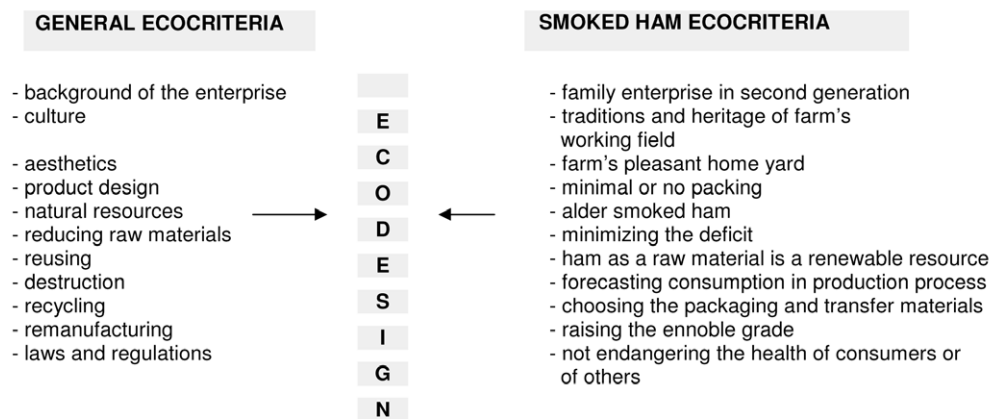 GENERAL ECOCRITERIA
- background of the enterprise
- culture
- aesthetics
- product design
- natural resources
- reducing raw materials
- reusing
- destruction
- recycling
- remanufacturing
- laws and regulations
E
C
O
D
E
S
I
G
N
SMOKED HAM ECOCRITERIA
- family enterprise in second generation
- traditions and heritage of farm's
working field
- farm's pleasant home yard
- minimal or no packing
- alder smoked ham
- minimizing the deficit
- ham as a raw material is a renewable resource
- forecasting consumption in production process
- choosing the packaging and transfer materials
- raising the ennoble grade
- not endangering the health of consumers or
of others